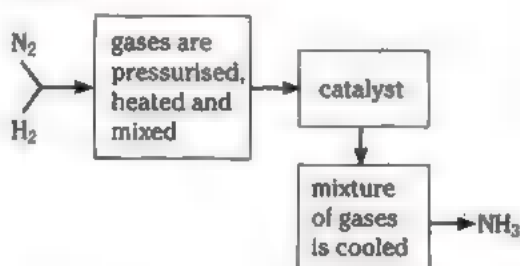 N₂
H₂
gases are
pressurised,
heated and
mixed
catalyst
mixture
of gases
is cooled
NH₃